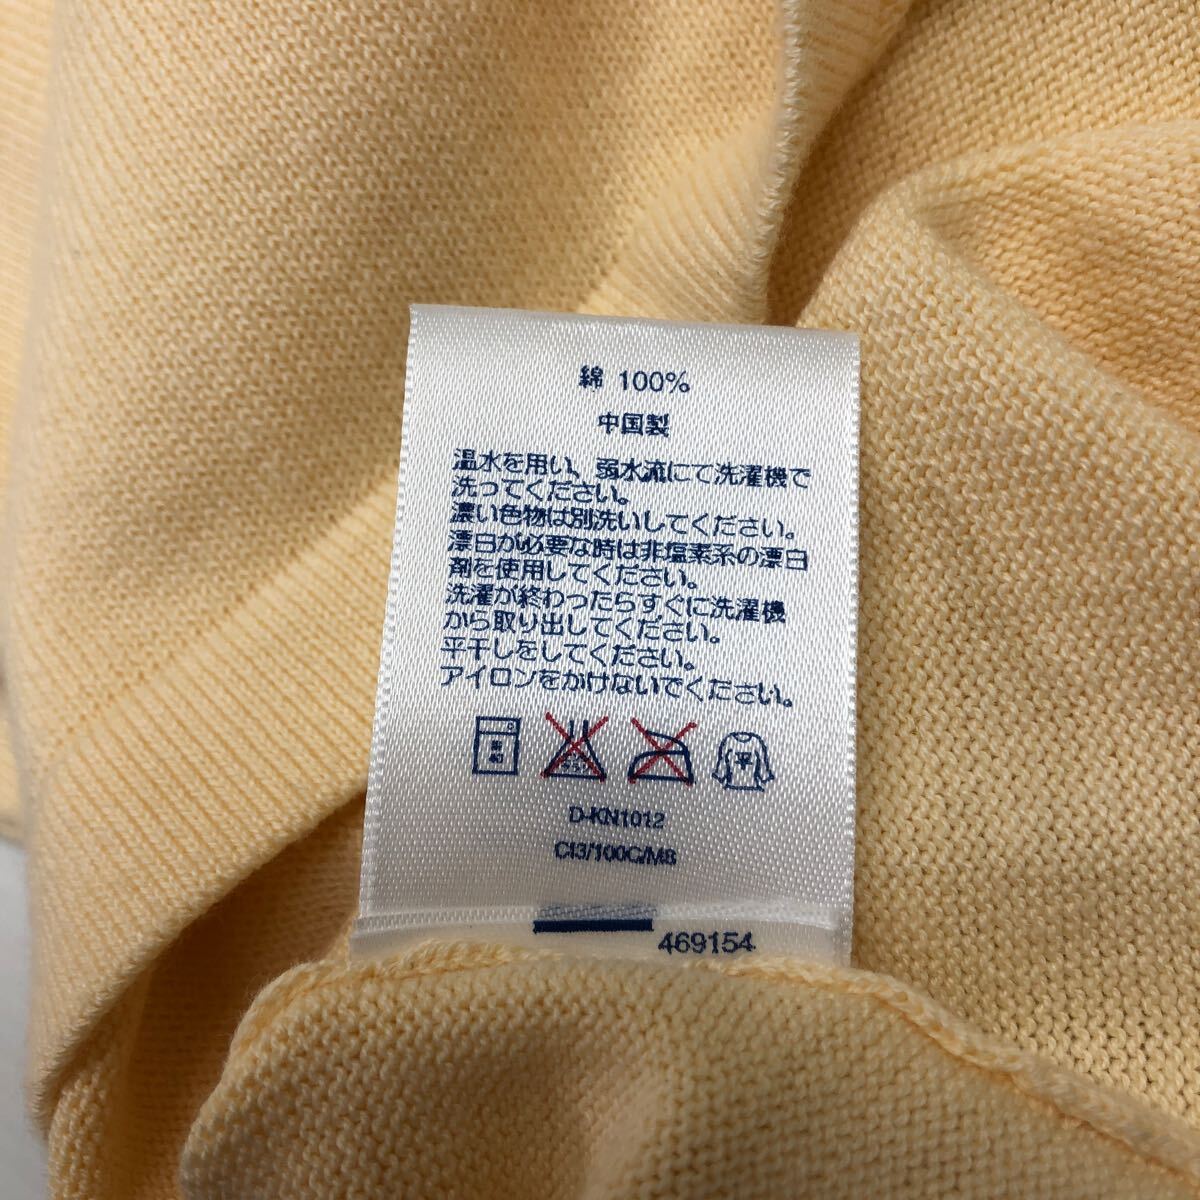 綿 100%
中国製
温水を用い、弱水流にて洗濯機で
洗ってください。
濃い色物は別洗いしてください。
漂白が必要な時は非塩素系の漂白
剤を使用してください。
洗濯が終わったらすぐに洗濯機
から取り出してください。
平干しをしてください。
アイロンをかけないでください。
弱
40
平
D-KN1012
CI3/100C/M8
469154